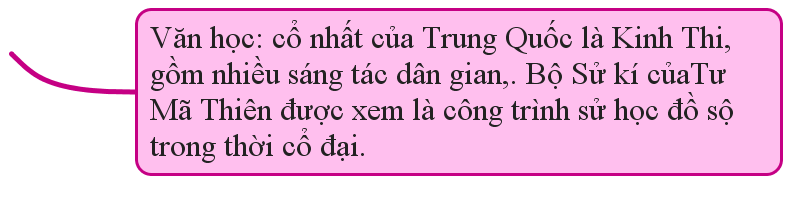 Văn học: cổ nhất của Trung Quốc là Kinh Thi,
gồm nhiều sáng tác dân gian,. Bộ Sử kí củaTư
Mã Thiên được xem là công trình sử học đồ sộ
trong thời cổ đại.